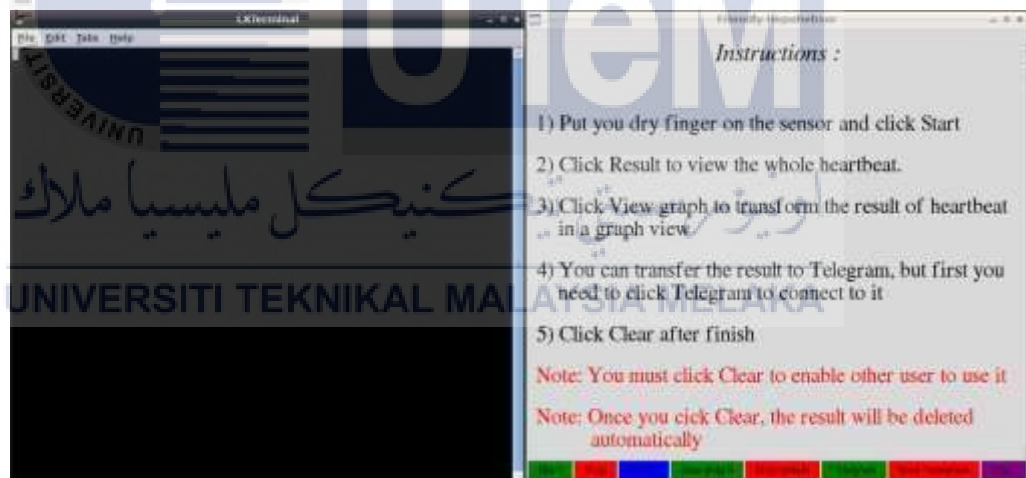 LXTerminal
File Edit Tabs Help
UTeM
UNIVERSITI
اونيۏرسيتي تيكنيكل مليسيا ملاك
UNIVERSITI TEKNIKAL MALAYSIA MELAKA
Instructions :
1) Put you dry finger on the sensor and click Start
2) Click Result to view the whole heartbeat.
3) Click View graph to transform the result of heartbeat
in a graph view
4) You can transfer the result to Telegram, but first you
need to click Telegram to connect to it
5) Click Clear after finish
Note: You must click Clear to enable other user to use it
Note: Once you cick Clear, the result will be deleted
automatically